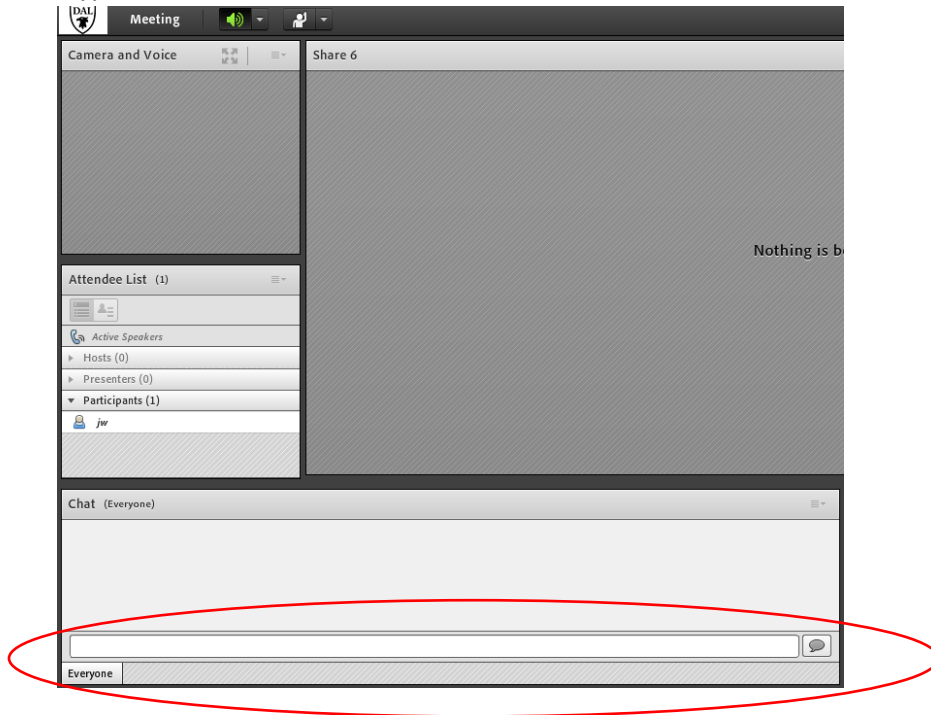 DAL
Meeting
Camera and Voice
Share 6
Nothing is b
Attendee List (1)
Active Speakers
Hosts (0)
Presenters (0)
Participants (1)
jw
Chat (Everyone)
Everyone